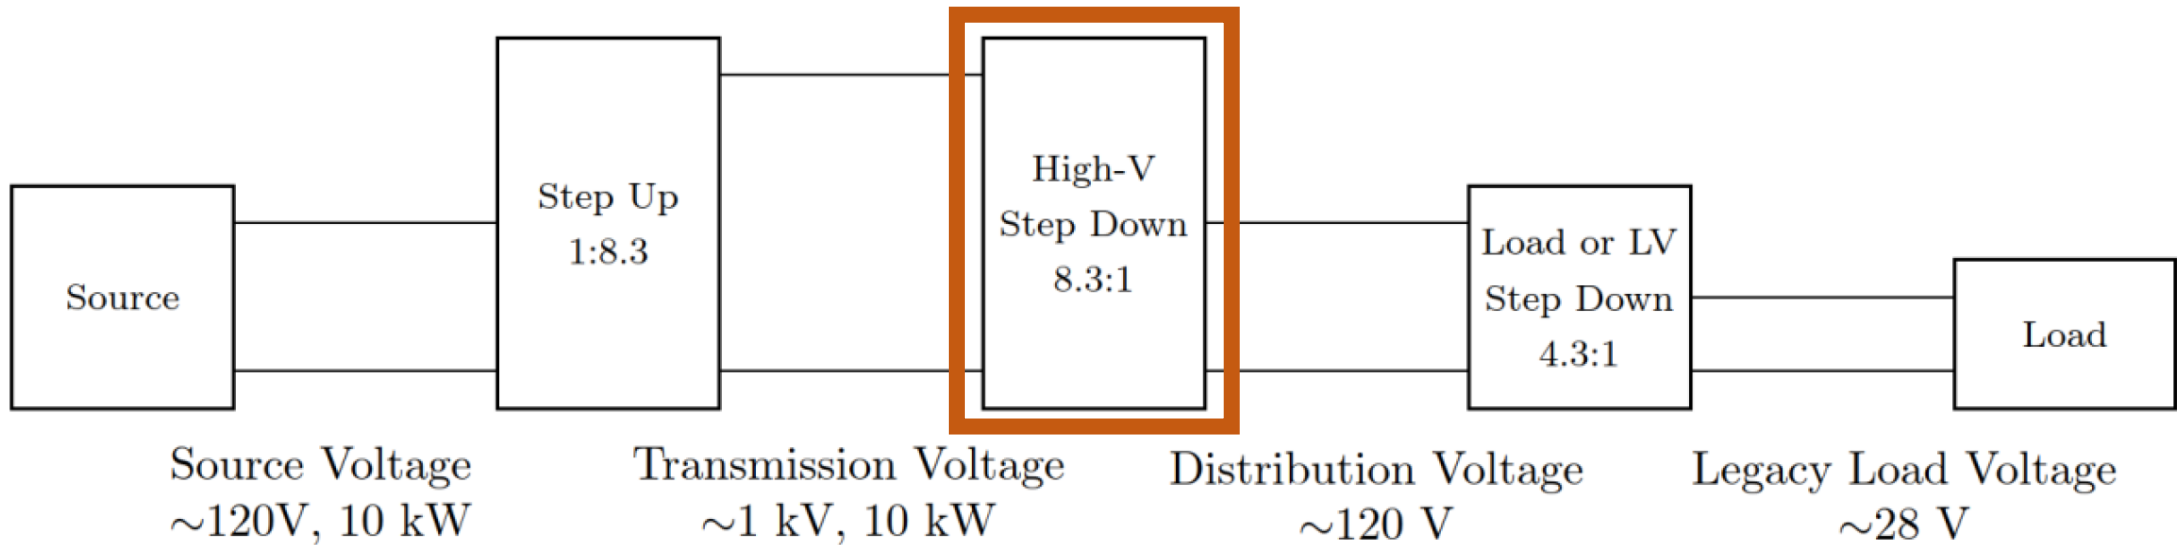 Source
Step Up
1:8.3
High-V
Step Down
8.3:1
Load or LV
Step Down
4.3:1
Load
Source Voltage
~120V, 10 kW
Transmission Voltage
~1 kV, 10 kW
Distribution Voltage
~120 V
Legacy Load Voltage
~28 V